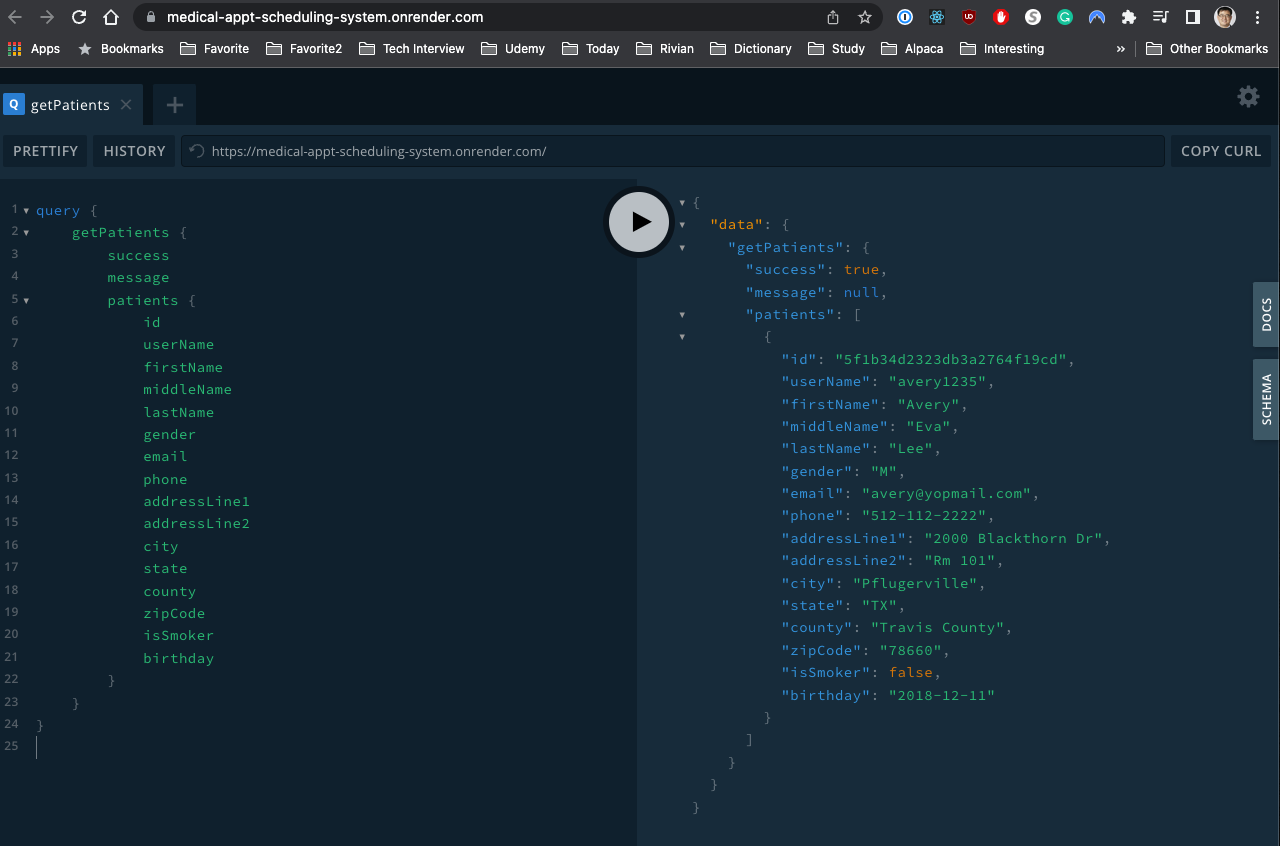 medical-appt-scheduling-system.onrender.com
Apps Bookmarks Favorite Favorite2 Tech Interview Udemy Today Rivian Dictionary Study Alpaca Interesting » Other Bookmarks
Q getPatients
PRETTIFY HISTORY https://medical-appt-scheduling-system.onrender.com/ COPY CURL
1 query {
2 getPatients {
3 success
4 message
5 patients {
6 id
7 userName
8 firstName
9 middleName
10 lastName
11 gender
12 email
13 phone
14 addressLine1
15 addressLine2
16 city
17 state
18 county
19 zipCode
20 isSmoker
21 birthday
22 }
23 }
24 }
25
{
"data": {
"getPatients": {
"success": true,
"message": null,
"patients": [
{
"id": "5f1b34d2323db3a2764f19cd",
"userName": "avery1235",
"firstName": "Avery",
"middleName": "Eva",
"lastName": "Lee",
"gender": "M",
"email": "avery@yopmail.com",
"phone": "512-112-2222",
"addressLine1": "2000 Blackthorn Dr",
"addressLine2": "Rm 101",
"city": "Pflugerville",
"state": "TX",
"county": "Travis County",
"zipCode": "78660",
"isSmoker": false,
"birthday": "2018-12-11"
}
]
}
}
}
DOCS
SCHEMA